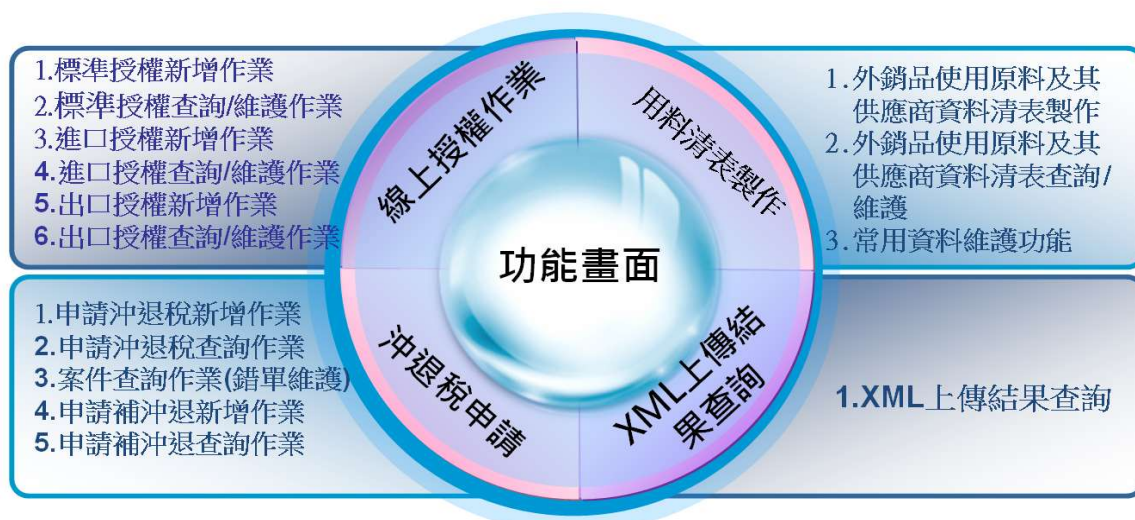 1.標準授權新增作業
2.標準授權查詢/維護作業
3.進口授權新增作業
4.進口授權查詢/維護作業
5.出口授權新增作業
6.出口授權查詢/維護作業
線上授權作業
用料清表製作
1.外銷品使用原料及其
供應商資料清表製作
2.外銷品使用原料及其
供應商資料清表查詢/
維護
3.常用資料維護功能
功能畫面
1.申請沖退稅新增作業
2.申請沖退稅查詢作業
3.案件查詢作業(錯單維護)
4.申請補沖退新增作業
5.申請補沖退查詢作業
沖退稅申請
XML上傳結
果查詢
1.XML上傳結果查詢